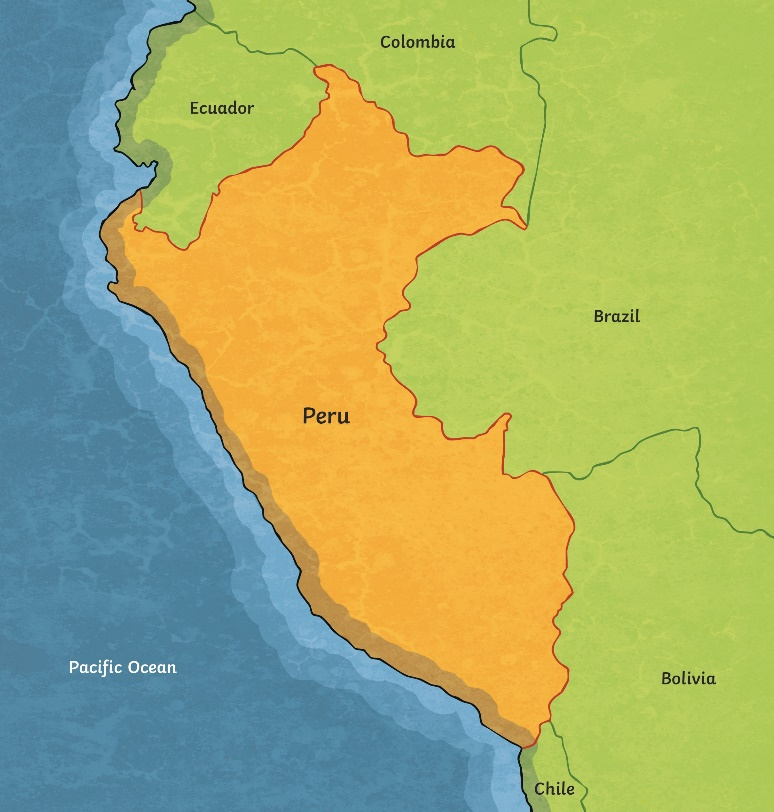 Colombia
Ecuador
Brazil
Peru
Pacific Ocean
Bolivia
Chile